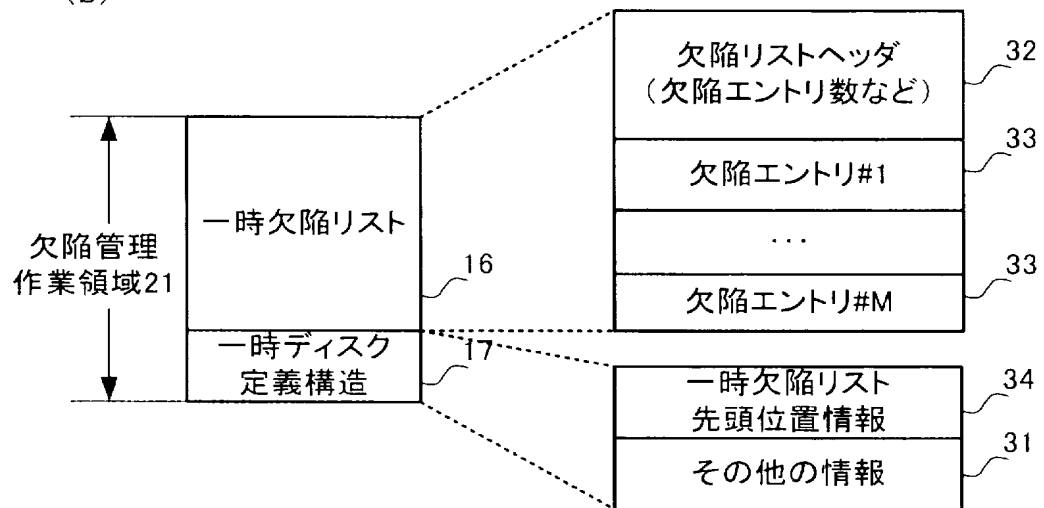 欠陥リストヘッダ
(欠陥エントリ数など)
32
欠陥エントリ#1
33
...
欠陥エントリ#M
33
一時欠陥リスト
16
欠陥管理
作業領域21
一時ディスク
定義構造
17
一時欠陥リスト
先頭位置情報
34
その他の情報
31